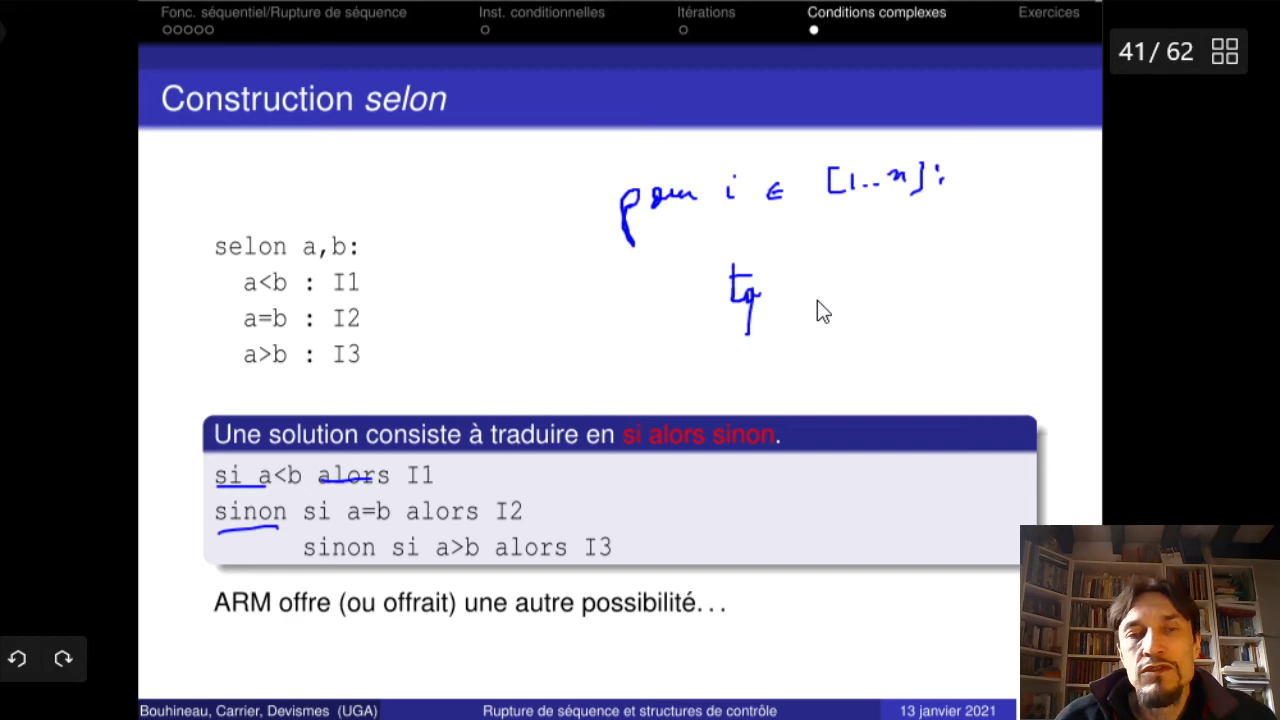 Fonc. séquentiel/Rupture de séquence Inst. conditionnelles Itérations Conditions complexes Exercices
41/ 62
Construction selon
pour i ∈ [1..n]:
tq
selon a,b:
a<b : I1
a=b : I2
a>b : I3
Une solution consiste à traduire en si alors sinon.
si a<b alors I1
sinon si a=b alors I2
sinon si a>b alors I3
ARM offre (ou offrait) une autre possibilité...
Bouhineau, Carrier, Devismes (UGA) Rupture de séquence et structures de contrôle 13 janvier 2021